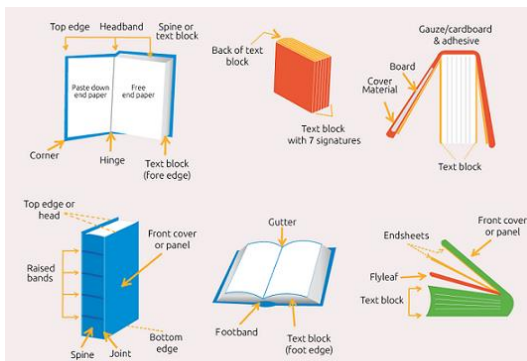 Top edge
Headband
Spine or
text block
Paste down
end paper
Free
end paper
Corner
Hinge
Text block
(fore edge)
Back of text
block
Text block
with 7 signatures
Gauze/cardboard
& adhesive
Board
Cover
Material
Text block
Top edge or
head
Raised
bands
Front cover
or panel
Spine
Joint
Bottom
edge
Gutter
Footband
Text block
(foot edge)
Endsheets
Front cover
or panel
Flyleaf
Text block